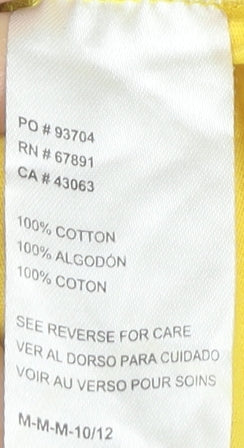 PO # 93704
RN # 67891
CA # 43063
100% COTTON
100% ALGODÓN
100% COTON
SEE REVERSE FOR CARE
VER AL DORSO PARA CUIDADO
VOIR AU VERSO POUR SOINS
M-M-M-10/12